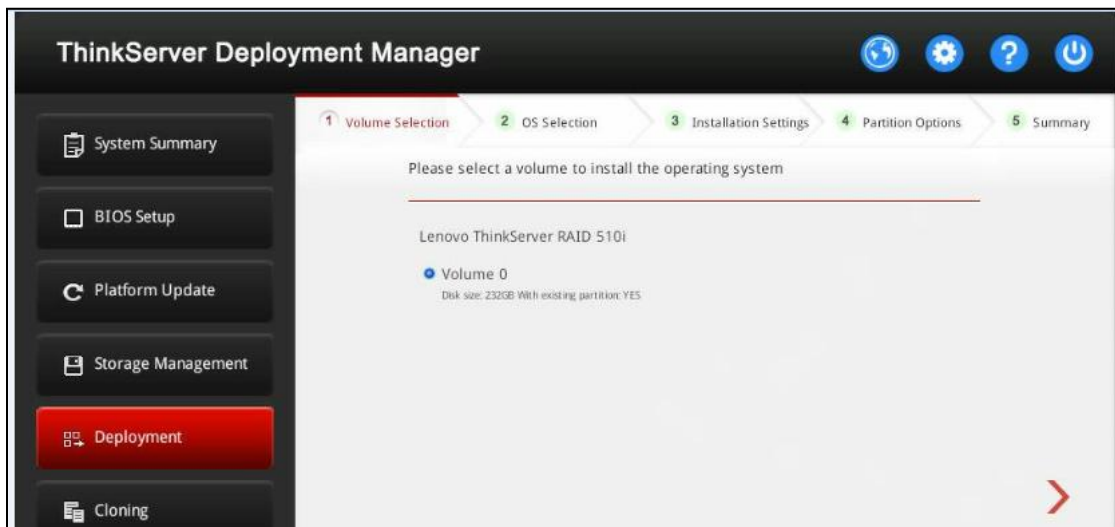 ThinkServer Deployment Manager
System Summary
BIOS Setup
Platform Update
Storage Management
Deployment
Cloning
1 Volume Selection 2 OS Selection 3 Installation Settings 4 Partition Options 5 Summary
Please select a volume to install the operating system
Lenovo ThinkServer RAID 510i
Volume 0
Disk size: 232GB With existing partition: YES